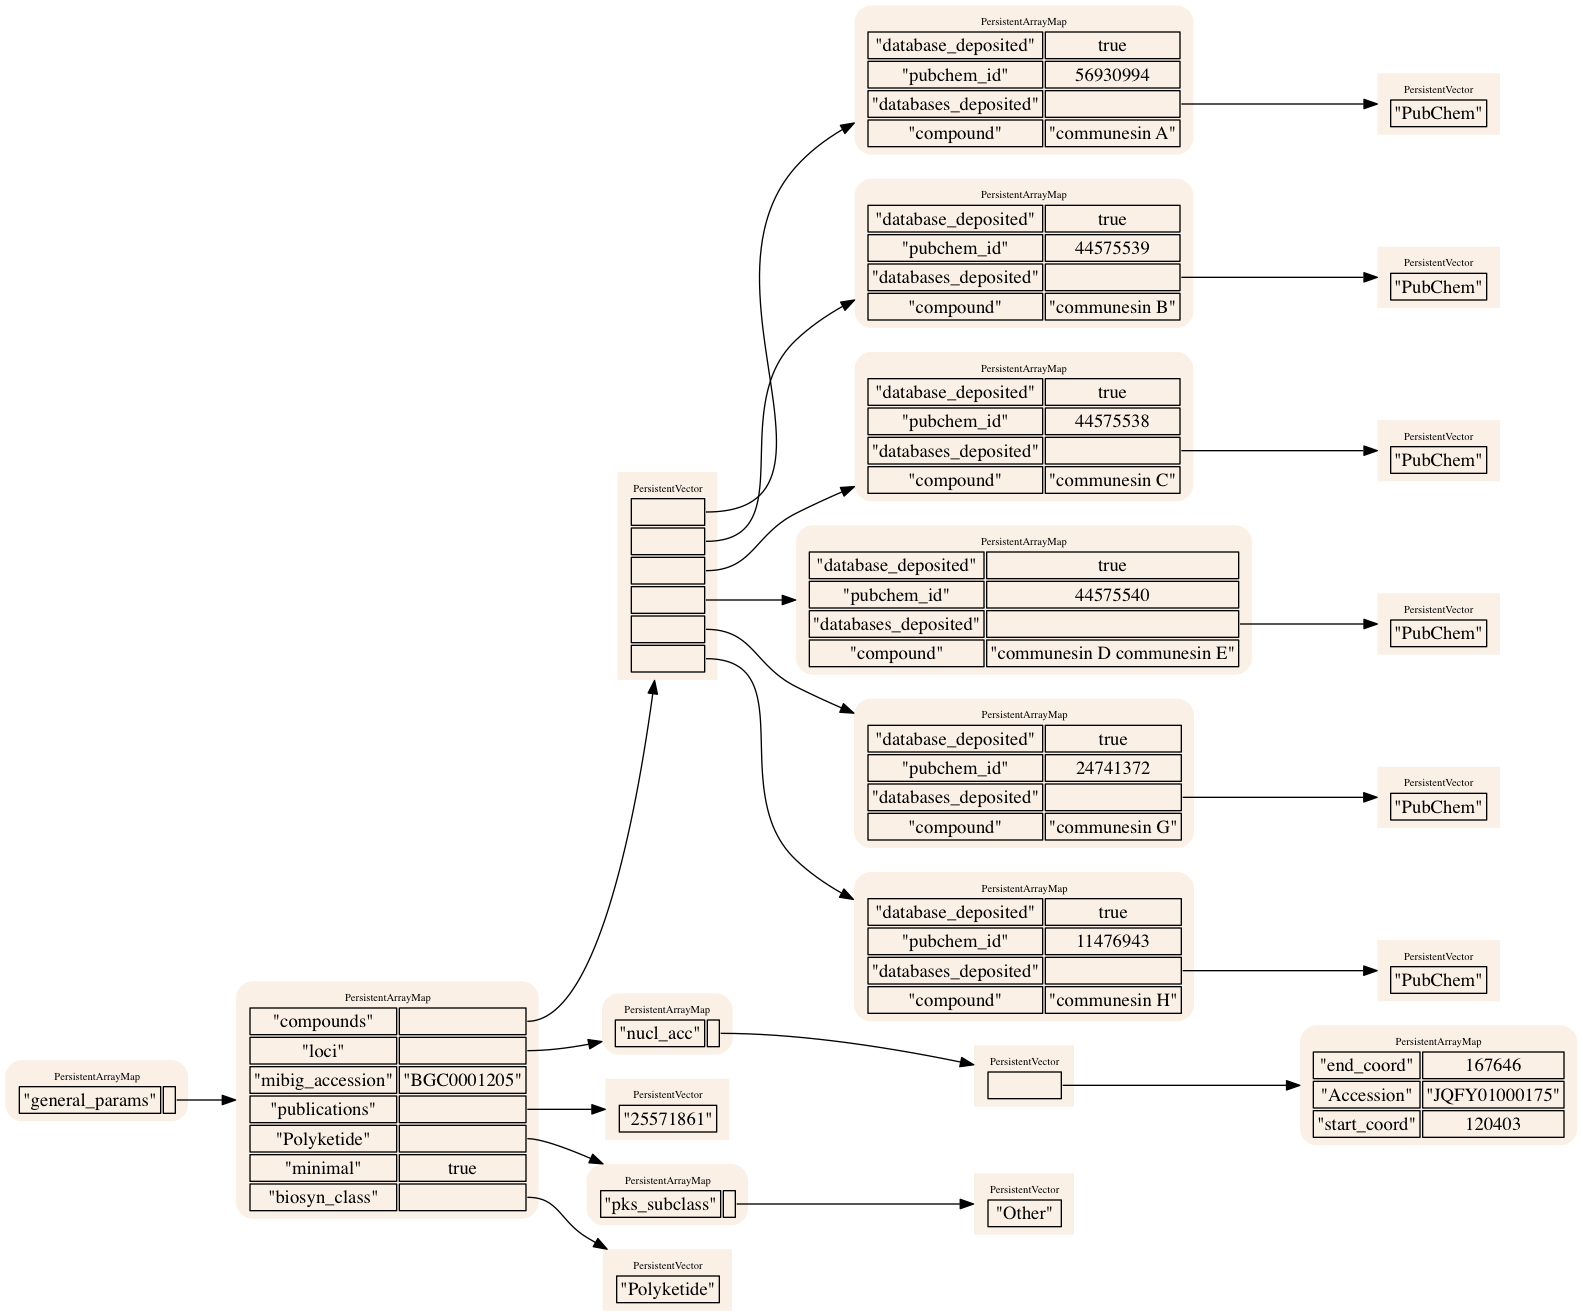 PersistentArrayMap
"database_deposited" true
"pubchem_id" 56930994
"databases_deposited"
"compound" "communesin A"
PersistentVector
"PubChem"
PersistentArrayMap
"database_deposited" true
"pubchem_id" 44575539
"databases_deposited"
"compound" "communesin B"
PersistentVector
"PubChem"
PersistentArrayMap
"database_deposited" true
"pubchem_id" 44575538
"databases_deposited"
"compound" "communesin C"
PersistentVector
"PubChem"
PersistentVector
PersistentArrayMap
"database_deposited" true
"pubchem_id" 44575540
"databases_deposited"
"compound" "communesin D communesin E"
PersistentVector
"PubChem"
PersistentArrayMap
"database_deposited" true
"pubchem_id" 24741372
"databases_deposited"
"compound" "communesin G"
PersistentVector
"PubChem"
PersistentArrayMap
"database_deposited" true
"pubchem_id" 11476943
"databases_deposited"
"compound" "communesin H"
PersistentVector
"PubChem"
PersistentArrayMap
"general_params"
PersistentArrayMap
"compounds"
"loci"
"mibig_accession" "BGC0001205"
"publications"
"Polyketide"
"minimal" true
"biosyn_class"
PersistentArrayMap
"nucl_acc"
PersistentVector
PersistentArrayMap
"end_coord" 167646
"Accession" "JQFY01000175"
"start_coord" 120403
PersistentVector
"25571861"
PersistentArrayMap
"pks_subclass"
PersistentVector
"Other"
PersistentVector
"Polyketide"